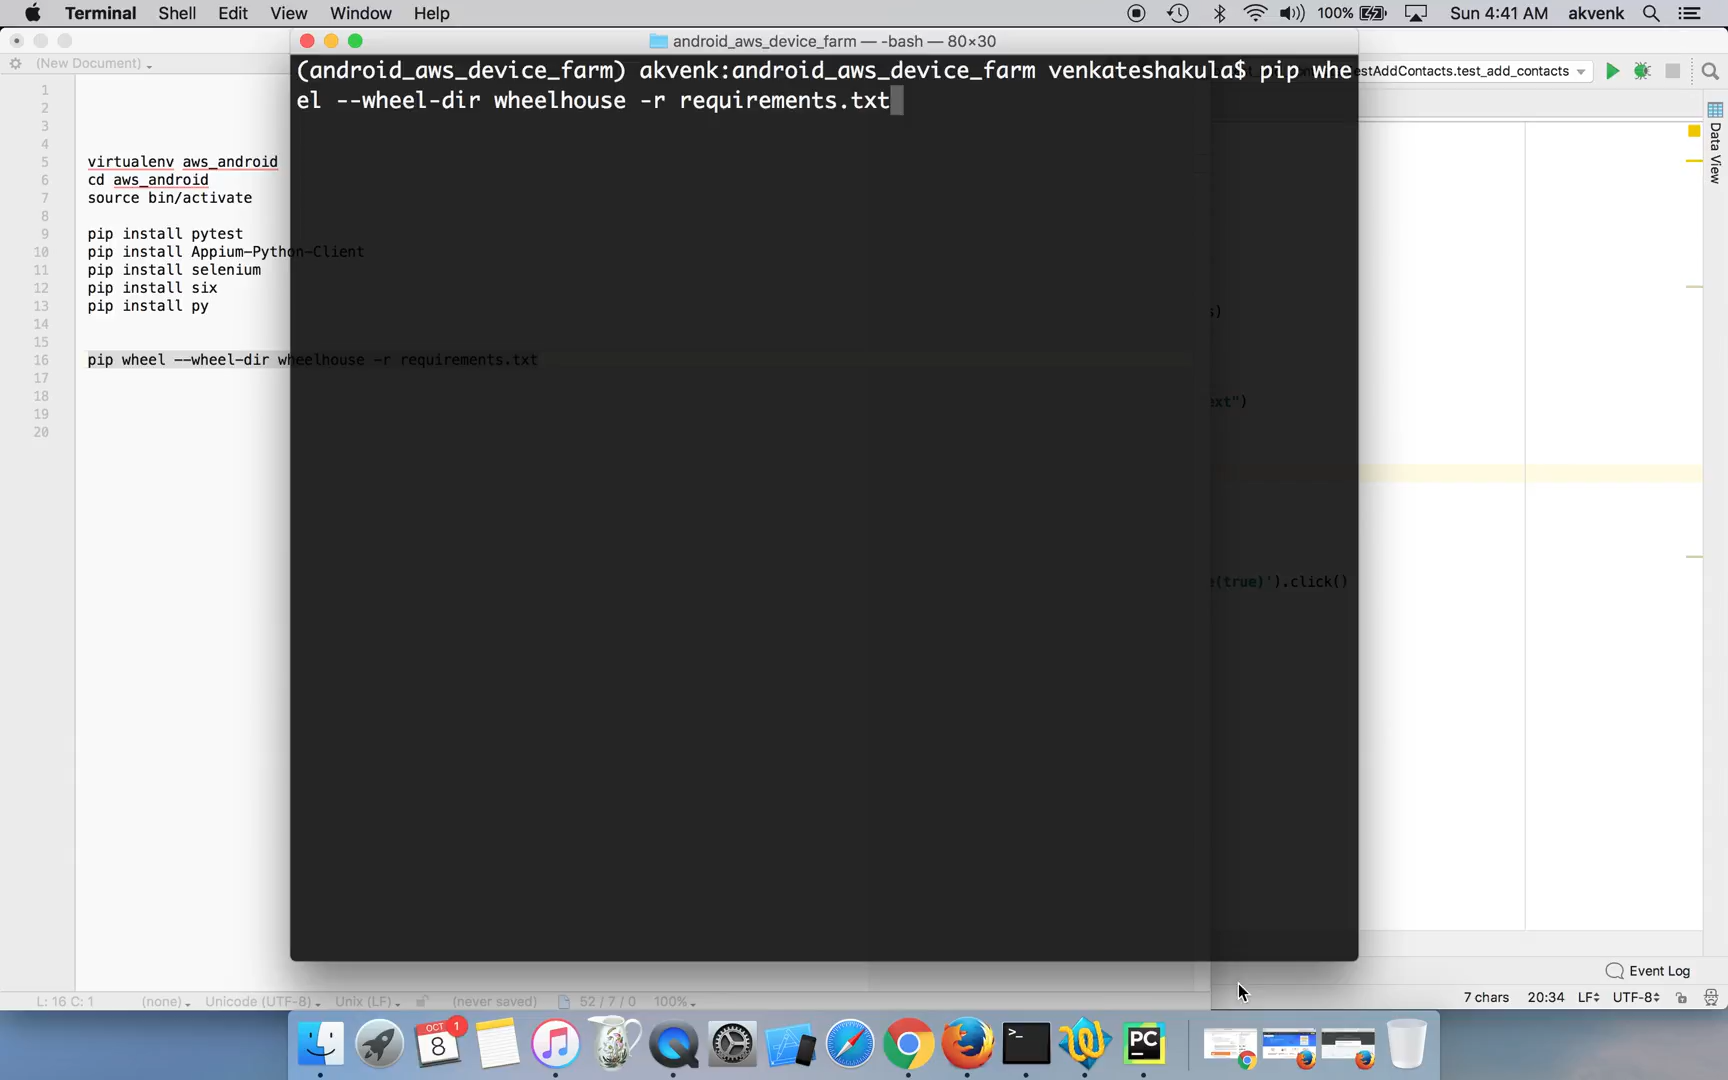 Terminal Shell Edit View Window Help 100% Sun 4:41 AM akvenk
android_aws_device_farm — -bash — 80×30
(New Document)
(android_aws_device_farm) akvenk:android_aws_device_farm venkateshakula$ pip whe
el --wheel-dir wheelhouse -r requirements.txt
estAddContacts.test_add_contacts
Data View
1
2
3
4
5 virtualenv aws_android
6 cd aws_android
7 source bin/activate
8
9 pip install pytest
10 pip install Appium-Python-Client
11 pip install selenium
12 pip install six
13 pip install py
14
15
16 pip wheel --wheel-dir wheelhouse -r requirements.txt
17
18
19
20
s)
ext")
e(true)').click()
Event Log
L: 16 C: 1 (none) Unicode (UTF-8) Unix (LF) (never saved) 52 / 7 / 0 100%
7 chars 20:34 LF UTF-8
OCT
8
1
>_
PC